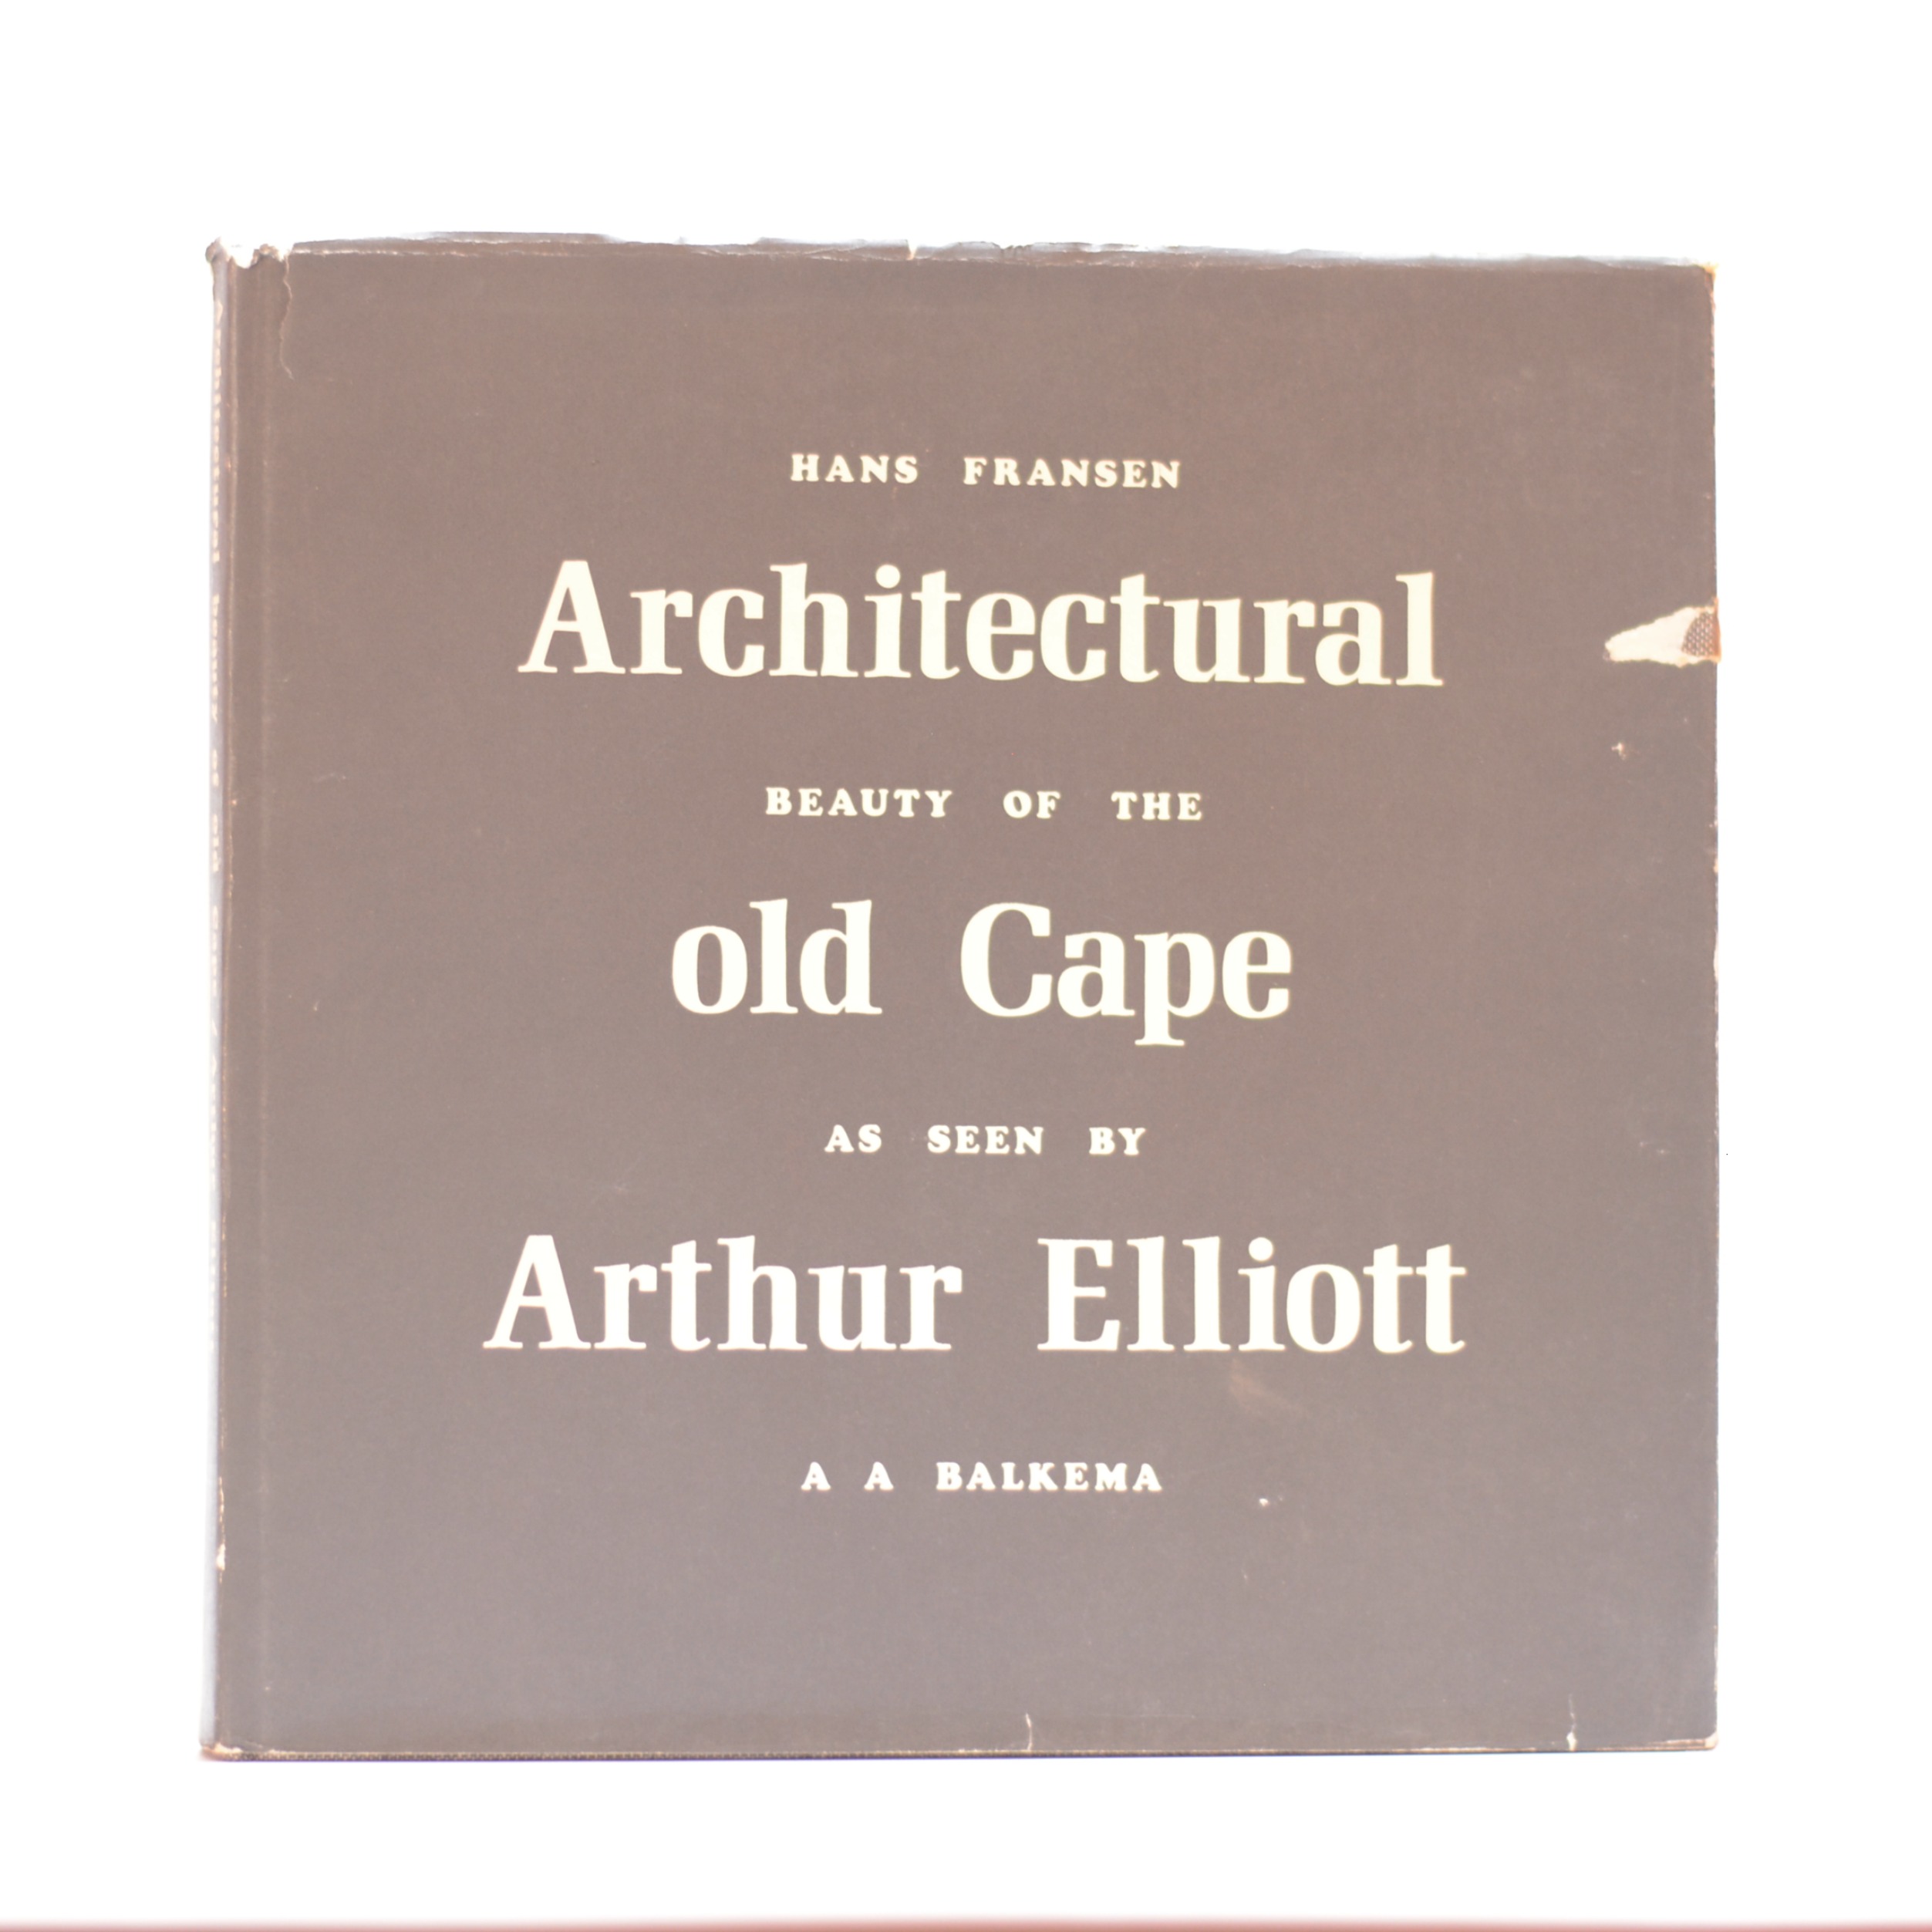 HANS FRANSEN
Architectural
BEAUTY OF THE
old Cape
AS SEEN BY
Arthur Elliott
A A BALKEMA